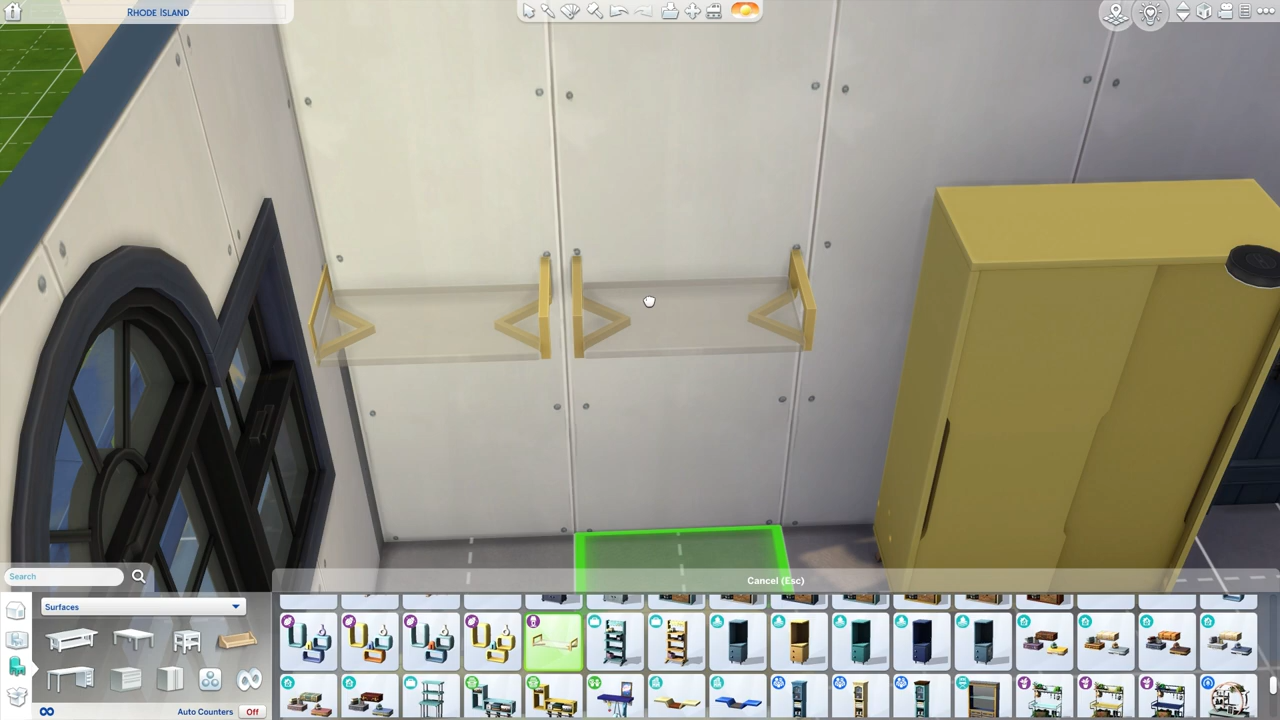 RHODE ISLAND
Cancel (Esc)
Search
Surfaces
Auto Counters Off